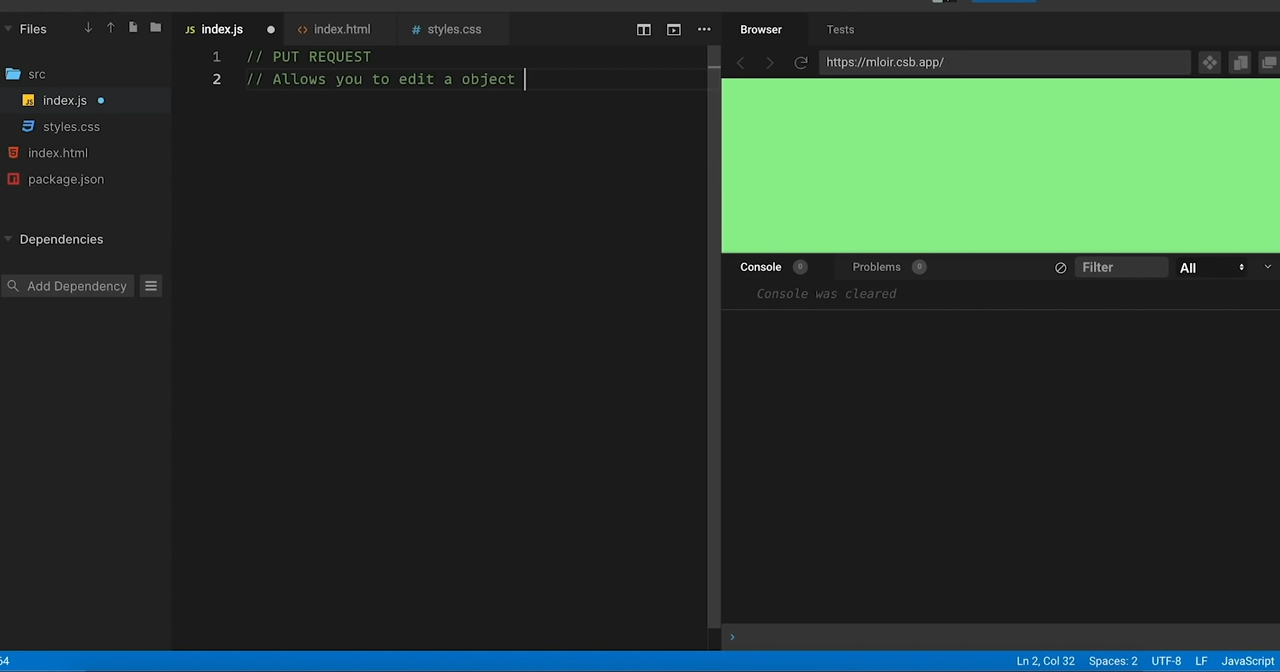 Files
index.js
index.html
styles.css
Browser
Tests
https://mloir.csb.app/
1 // PUT REQUEST
2 // Allows you to edit a object
src
index.js
styles.css
index.html
package.json
Dependencies
Add Dependency
Console 0 Problems 0 Filter All
Console was cleared
64 Ln 2, Col 32 Spaces: 2 UTF-8 LF JavaScript